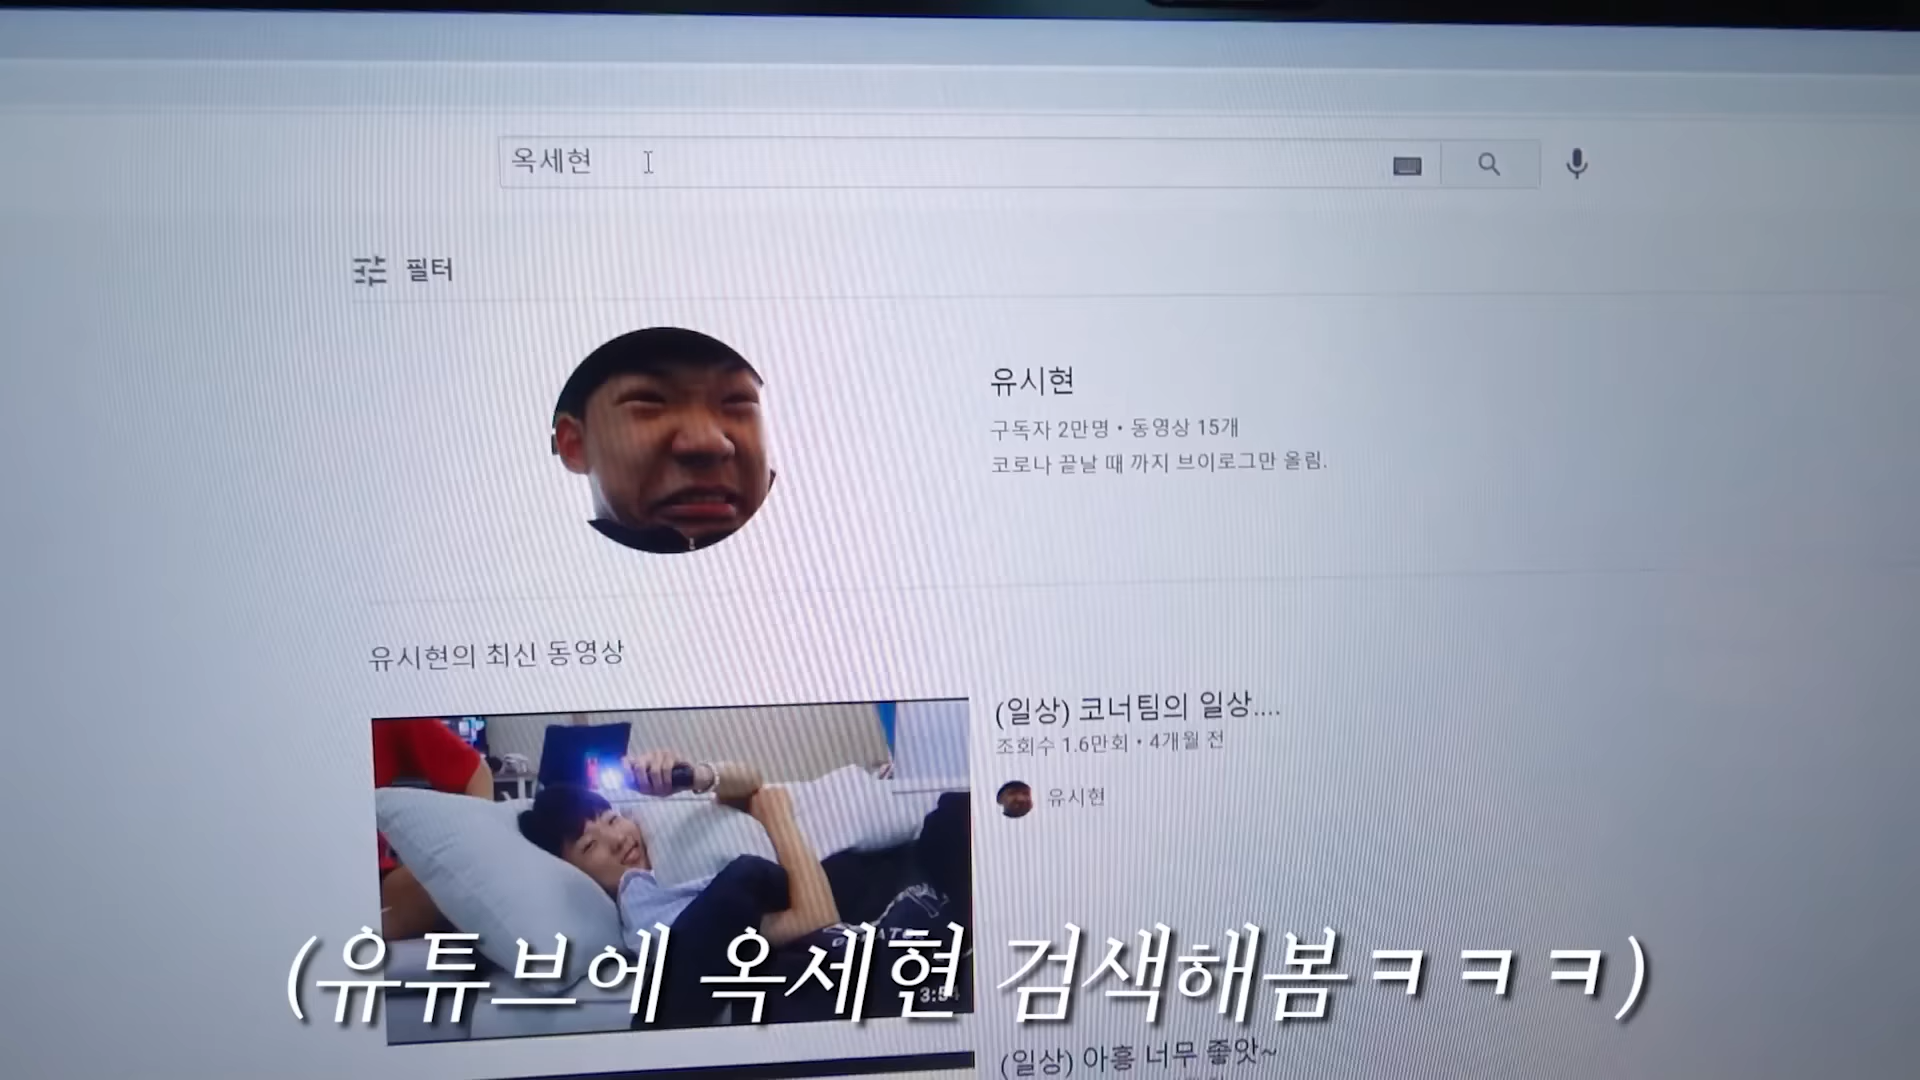 옥세현
필터
유시현
구독자 2만명 • 동영상 15개
코로나 끝날 때 까지 브이로그만 올림.
유시현의 최신 동영상
(일상) 코너팀의 일상....
조회수 1.6만회 • 4개월 전
유시현
3:54
(유튜브에 옥세현 검색해봄ㅋㅋㅋ)
(일상) 아흥 너무 좋앗~